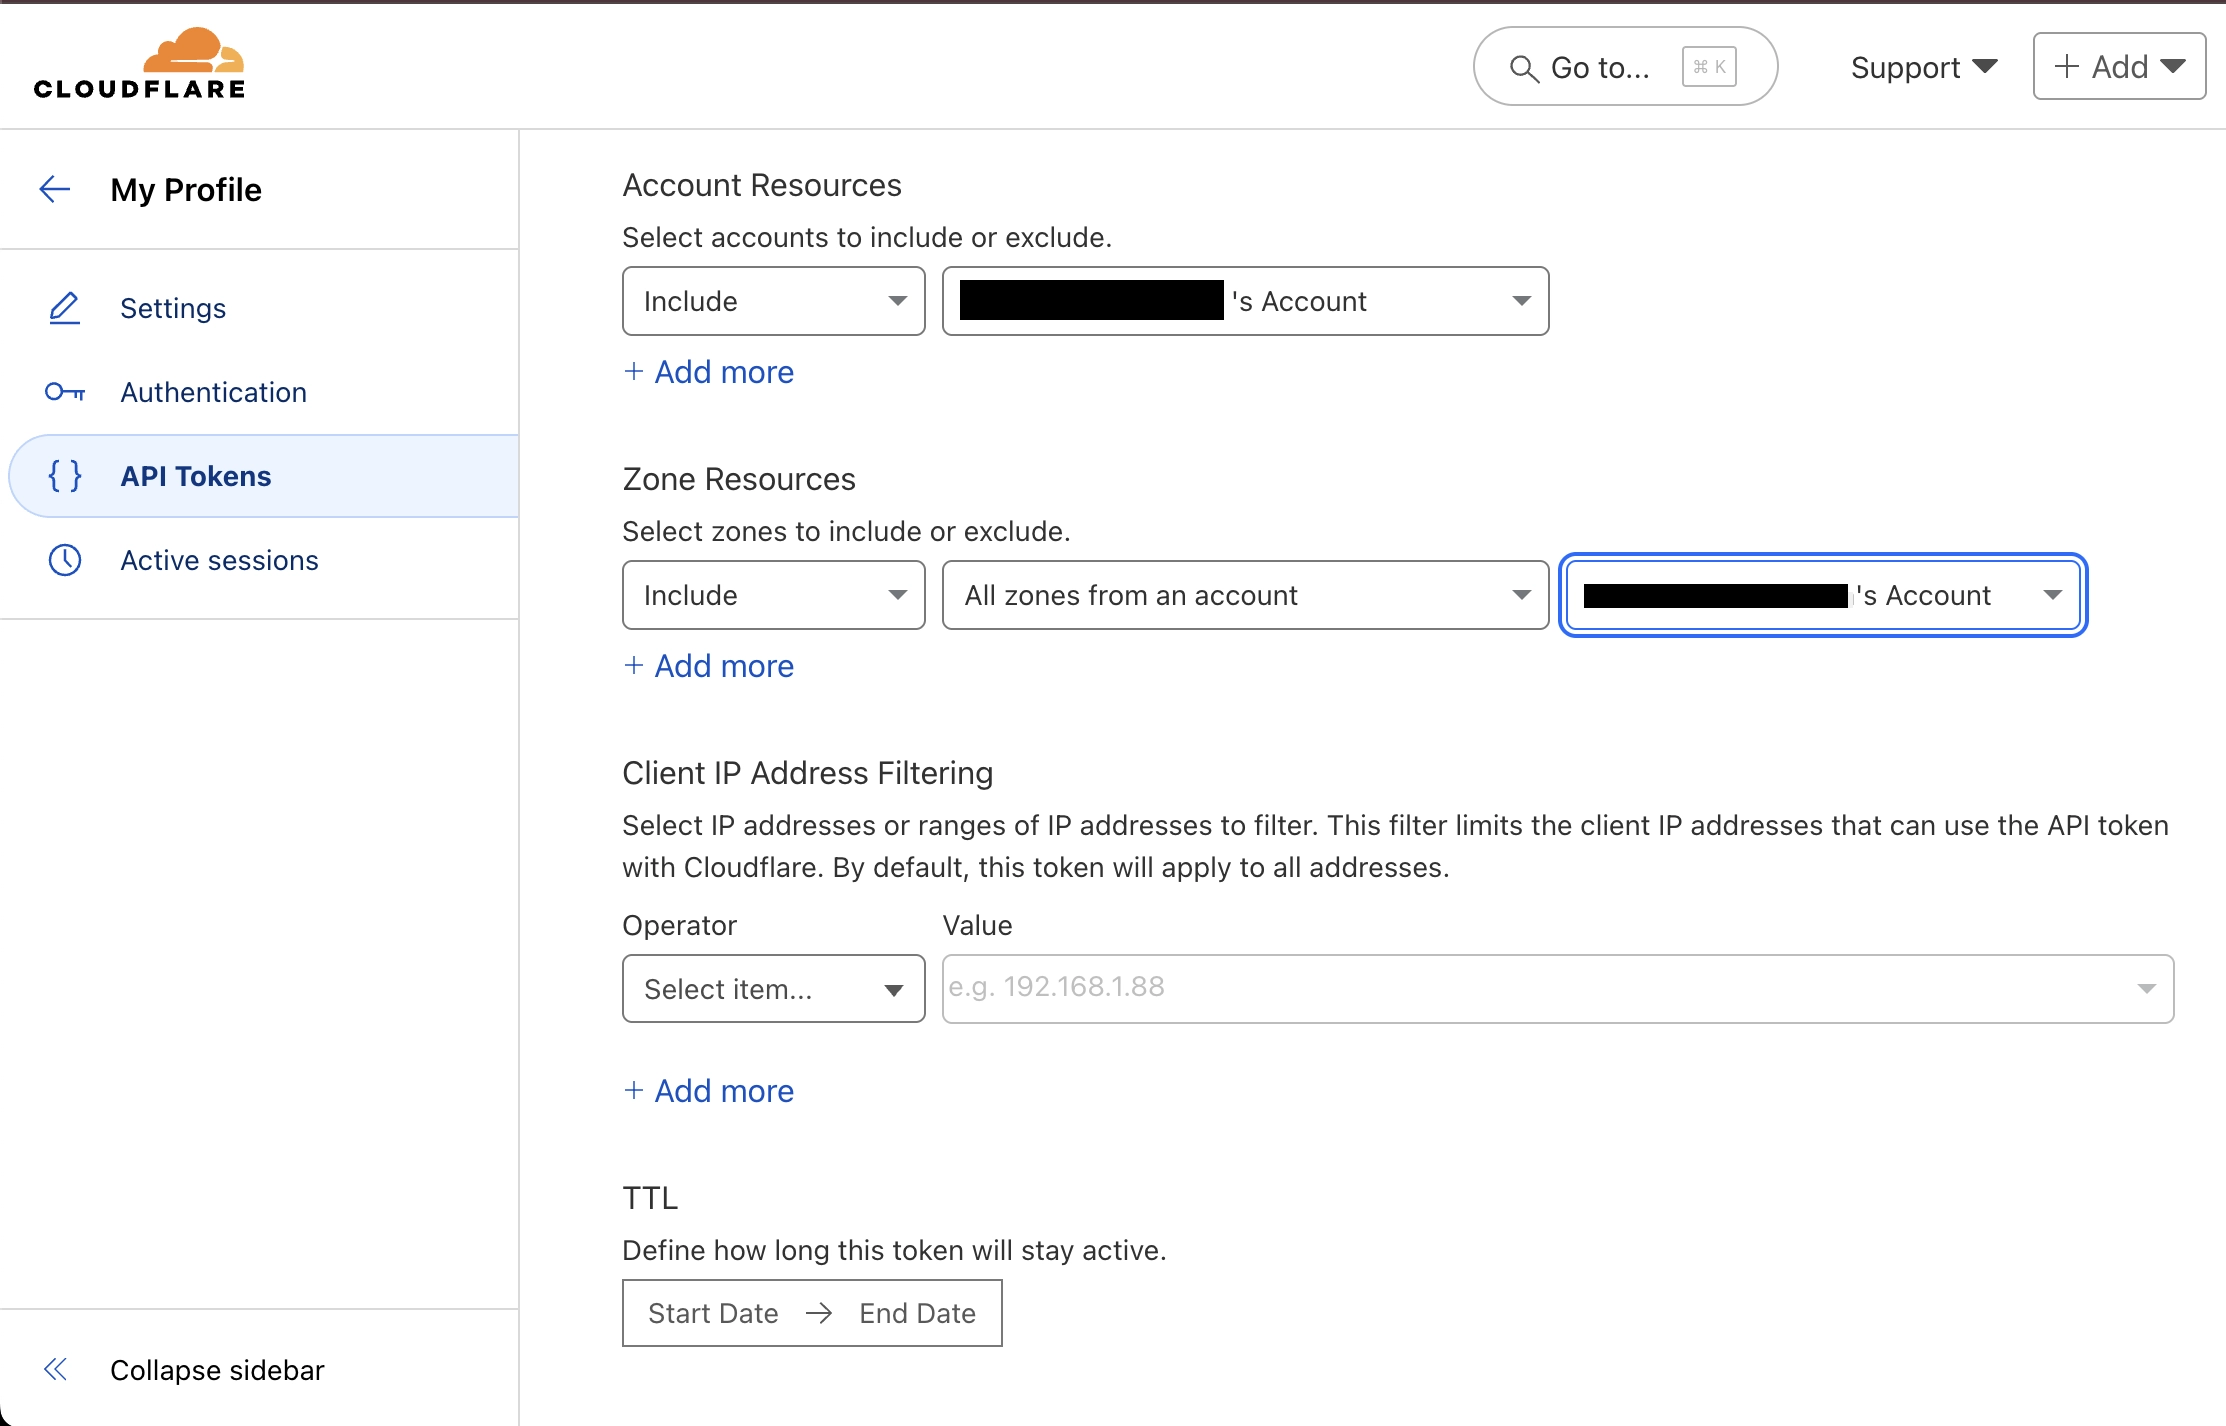 CLOUDFLARE
Go to...
⌘ K
Support
+ Add
My Profile
Settings
Authentication
{ } API Tokens
Active sessions
Collapse sidebar
Account Resources
Select accounts to include or exclude.
Include
's Account
+ Add more
Zone Resources
Select zones to include or exclude.
Include
All zones from an account
's Account
+ Add more
Client IP Address Filtering
Select IP addresses or ranges of IP addresses to filter. This filter limits the client IP addresses that can use the API token
with Cloudflare. By default, this token will apply to all addresses.
Operator
Value
Select item...
e.g. 192.168.1.88
+ Add more
TTL
Define how long this token will stay active.
Start Date → End Date